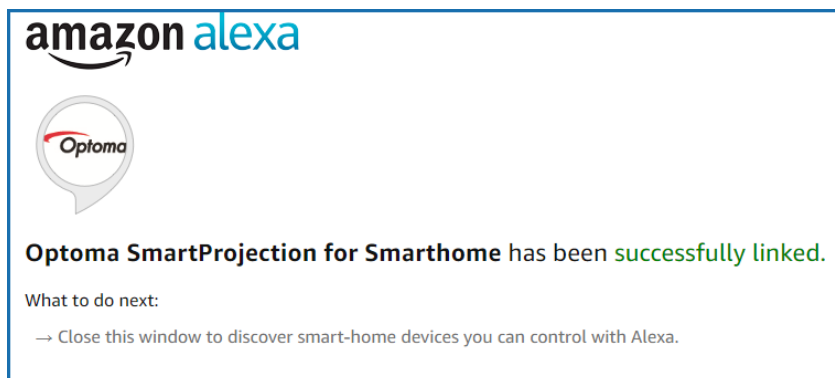 amazon alexa
Optoma
Optoma SmartProjection for Smarthome has been successfully linked.
What to do next:
→ Close this window to discover smart-home devices you can control with Alexa.